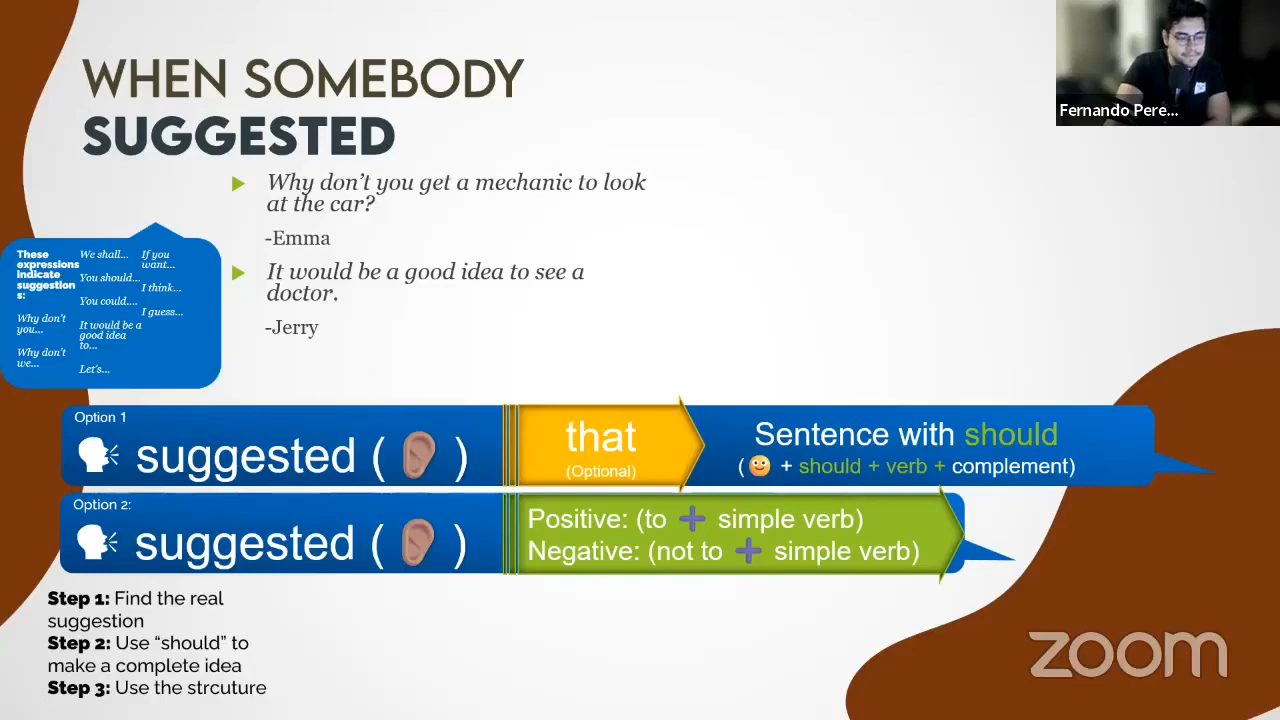 WHEN SOMEBODY
SUGGESTED
Why don't you get a mechanic to look
at the car?
-Emma
It would be a good idea to see a
doctor.
-Jerry
These
expressions
indicate
suggestion
s:
Why don't
you...
Why don't
we...
We shall...
You should...
You could....
It would be a
good idea
to...
Let's...
If you
want...
I think...
I guess...
Option 1
suggested ( )
that
(Optional)
Sentence with should
( + should + verb + complement)
Option 2:
suggested ( )
Positive: (to ➕ simple verb)
Negative: (not to ➕ simple verb)
Step 1: Find the real
suggestion
Step 2: Use “should” to
make a complete idea
Step 3: Use the strcuture
Fernando Pere...
zoom